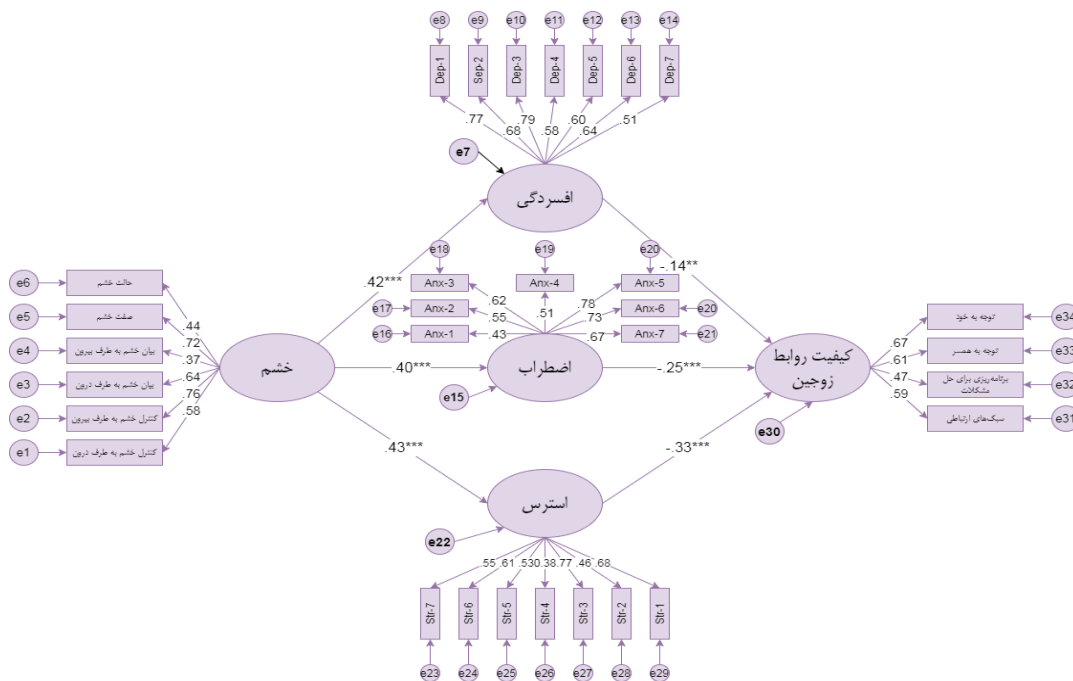 e8 e9 e10 e11 e12 e13 e14
Dep-1 Sep-2 Dep-3 Dep-4 Dep-5 Dep-6 Dep-7
.77 .68 .79 .58 .60 .64 .51
e7
افسردگی
.42***
-.14**
e18 e19 e20
Anx-3 Anx-4 Anx-5
e17 Anx-2 Anx-6 e20
e16 Anx-1 Anx-7 e21
.62 .55 .43 .51 .78 .73 .67
e6 حالت خشم .44
e5 صفت خشم .72
e4 بیان خشم به طرف بیرون .37
e3 بیان خشم به طرف درون .64
e2 کنترل خشم به طرف بیرون .76
e1 کنترل خشم به طرف درون .58
خشم
.40***
اضطراب
e15
-.25***
کیفیت روابط
زوجین
e30
.67 توجه به خود e34
.61 توجه به همسر e33
.47 برنامه‌ریزی برای حل
مشکلات e32
.59 سبک‌های ارتباطی e31
.43***
-.33***
استرس
e22
.55 .61 .530 .38 .77 .46 .68
Str-7 Str-6 Str-5 Str-4 Str-3 Str-2 Str-1
e23 e24 e25 e26 e27 e28 e29